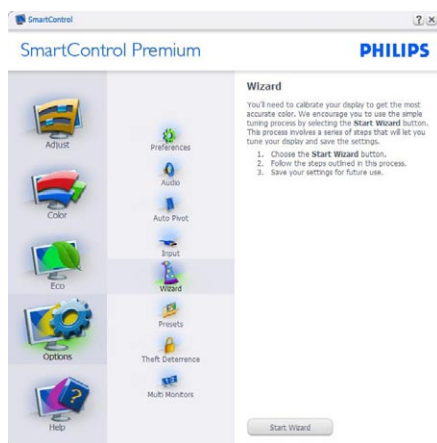 SmartControl
SmartControl Premium
PHILIPS
Adjust
Color
Eco
Options
Help
Preferences
Audio
Auto Pivot
Input
Wizard
Presets
Theft Deterrence
Multi Monitors
Wizard
You'll need to calibrate your display to get the most
accurate color. We encourage you to use the simple
tuning process by selecting the Start Wizard button.
This process involves a series of steps that will let you
tune your display and save the settings.
1. Choose the Start Wizard button.
2. Follow the steps outlined in this process.
3. Save your settings for future use.
Start Wizard